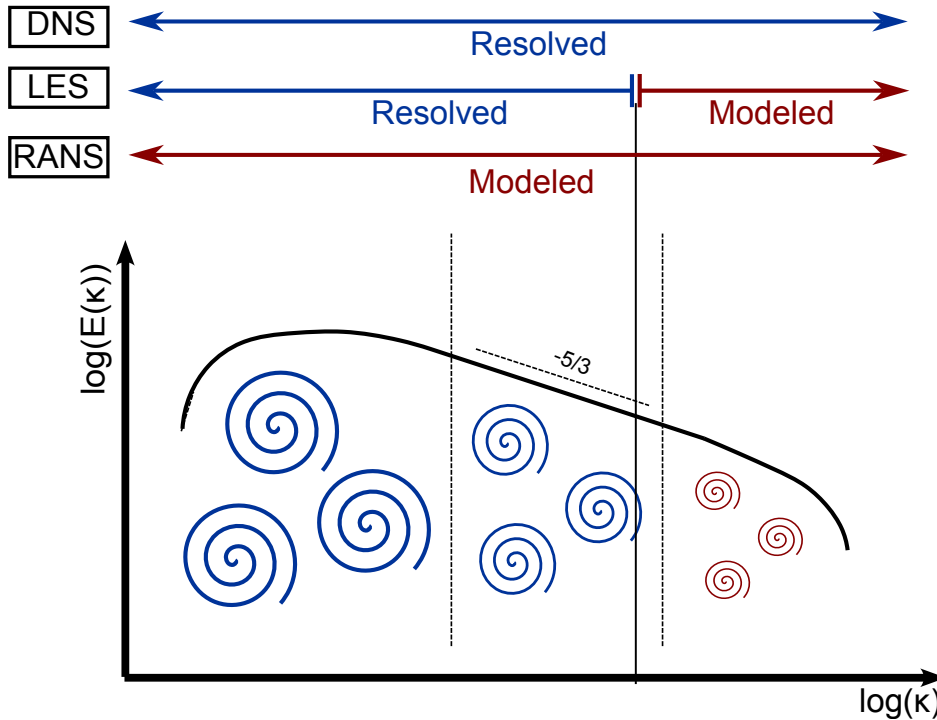 DNS
Resolved
LES
Resolved
Modeled
RANS
Modeled
log(E(κ))
-5/3
log(κ)